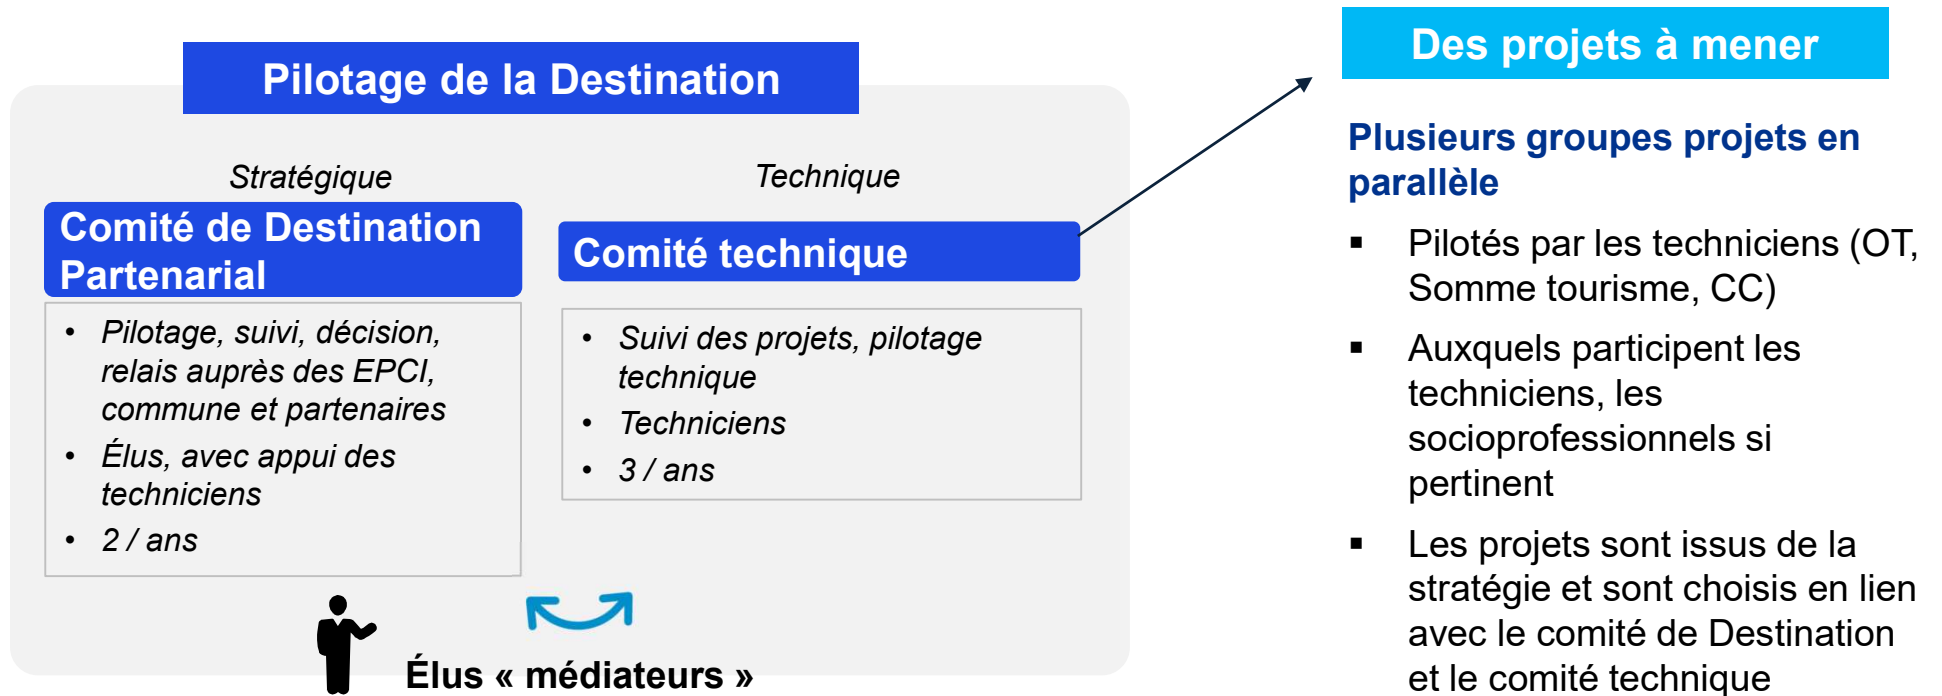 Pilotage de la Destination
Stratégique
Comité de Destination
Partenarial
• Pilotage, suivi, décision,
relais auprès des EPCI,
commune et partenaires
• Élus, avec appui des
techniciens
• 2 / ans
Technique
Comité technique
• Suivi des projets, pilotage
technique
• Techniciens
• 3 / ans
Élus « médiateurs »
Des projets à mener
Plusieurs groupes projets en
parallèle
▪ Pilotés par les techniciens (OT,
Somme tourisme, CC)
▪ Auxquels participent les
techniciens, les
socioprofessionnels si
pertinent
▪ Les projets sont issus de la
stratégie et sont choisis en lien
avec le comité de Destination
et le comité technique